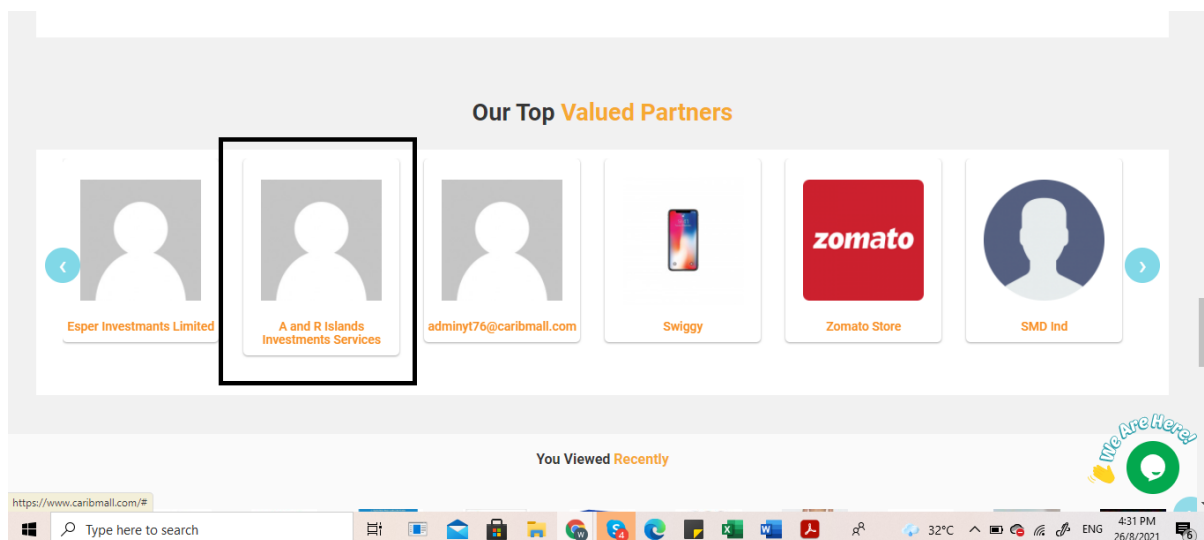 Our Top Valued Partners
zomato
Esper Investmants Limited
A and R Islands
Investments Services
adminyt76@caribmall.com
Swiggy
Zomato Store
SMD Ind
We Are Here!
You Viewed Recently
https://www.caribmall.com/#
Type here to search
32°C
ENG
4:31 PM
26/8/2021